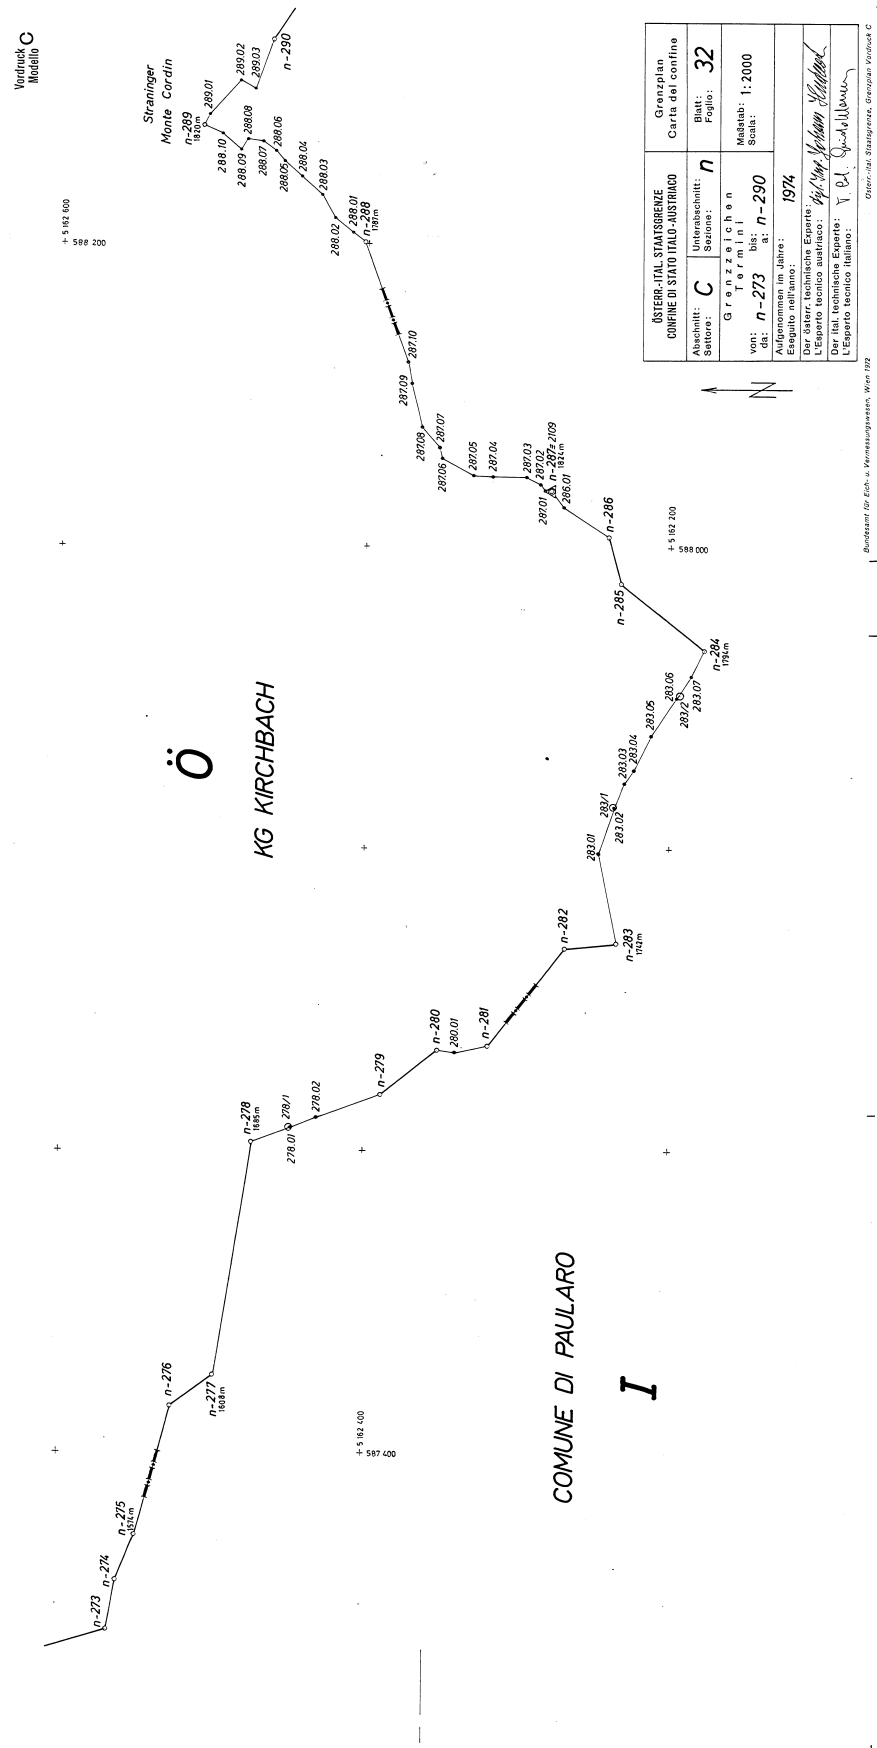 Vordruck C
Modello
Straninger
Monte Cordin
n-289
1820m
289.01
289.02
289.03
n-290
288.10
288.09
288.08
288.07
288.06
288.05
288.04
288.03
288.02
288.01
n-288
1787m
+ 5 162 600
588 200
287.10
287.09
287.08
287.07
287.06
287.05
287.04
287.03
287.02
287.01
n-287≡2109
1824m
286.01
n-286
+ 5 162 200
588 000
n-285
n-284
1794m
283.07
283/2
283.06
283.05
283.04
283.03
283/1
283.02
283.01
n-283
1742m
n-282
n-281
280.01
n-280
n-279
278.02
278/1
278.01
n-278
1685m
n-277
1608m
n-276
n-275
1574m
n-274
n-273
+ 5 162 400
587 400
Ö
KG KIRCHBACH
COMUNE DI PAULARO
I
N
ÖSTERR.-ITAL. STAATSGRENZE
CONFINE DI STATO ITALO-AUSTRIACO
Grenzplan
Carta del confine
Abschnitt: C
Settore:
Unterabschnitt: n
Sezione:
Blatt: 32
Foglio:
Grenzzeichen
Termini
von: n-273 bis: n-290
da: a:
Maßstab: 1:2000
Scala:
Aufgenommen im Jahre: 1974
Eseguito nell'anno:
Der österr. technische Experte:
L'Esperto tecnico austriaco:
Der ital. technische Experte:
L'Esperto tecnico italiano:
Bundesamt für Eich- u. Vermessungswesen, Wien 1972
Österr.-ital. Staatsgrenze, Grenzplan Vordruck C